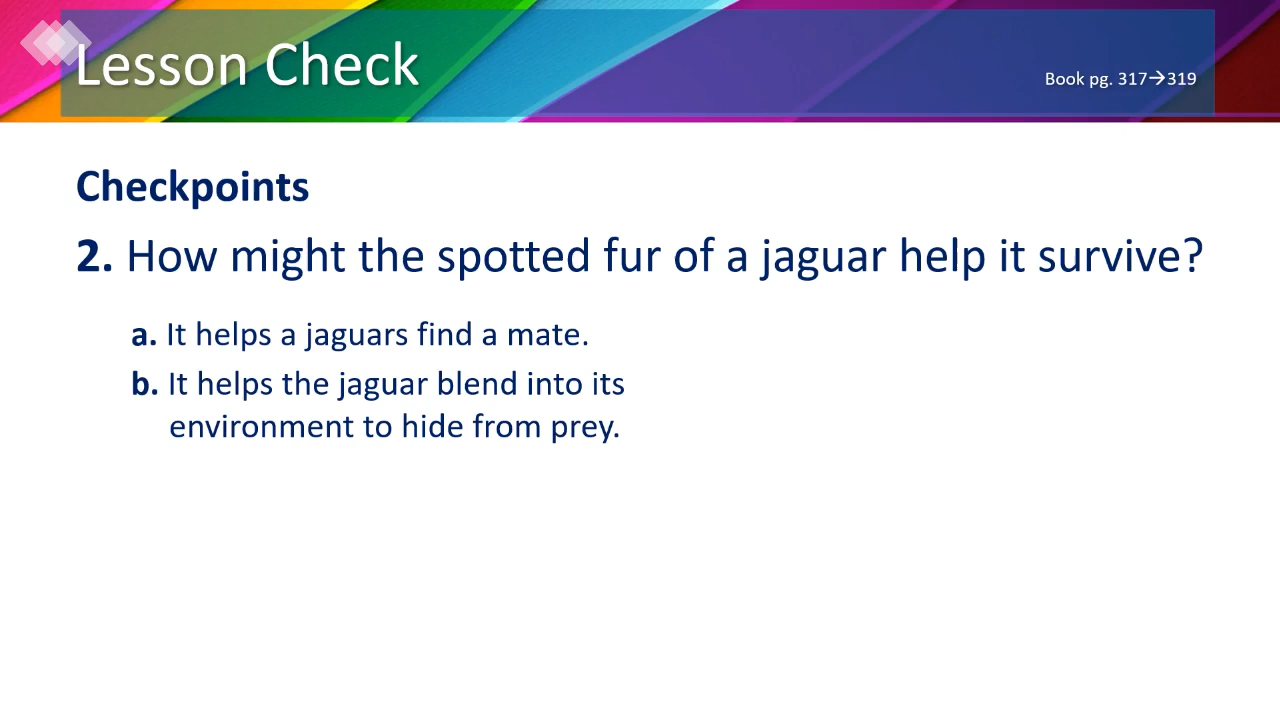 Lesson Check
Book pg. 317→319
Checkpoints
2. How might the spotted fur of a jaguar help it survive?
a. It helps a jaguars find a mate.
b. It helps the jaguar blend into its
environment to hide from prey.